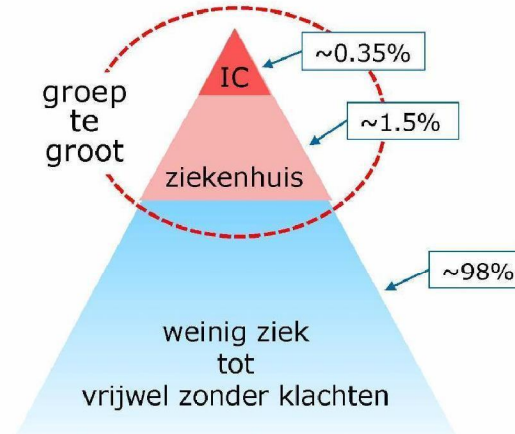 ~0.35%
IC
groep
te
groot
~1.5%
ziekenhuis
~98%
weinig ziek
tot
vrijwel zonder klachten